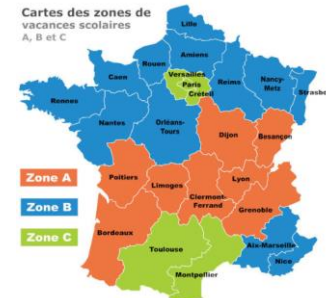 Cartes des zones de
vacances scolaires
A, B et C
Lille
Amiens
Rouen
Caen
Versailles
Paris
Créteil
Reims
Nancy-
Metz
Strasbo
Rennes
Nantes
Orléans-
Tours
Dijon
Besançon
Zone A
Zone B
Zone C
Poitiers
Limoges
Clermont-
Ferrand
Lyon
Grenoble
Bordeaux
Toulouse
Montpellier
Aix-Marseille
Nice